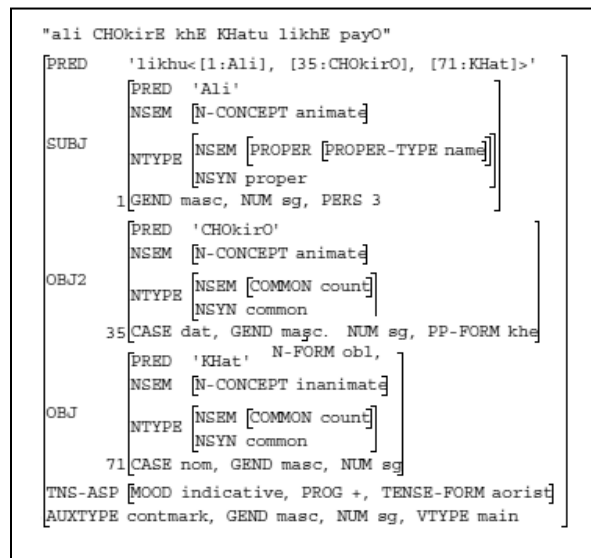 "ali CHOkirE khE KHatu likhE payO"
PRED 'likhu<[1:Ali], [35:CHOkirO], [71:KHat]>'
PRED 'Ali'
NSEM [N-CONCEPT animate]
SUBJ
NTYPE [NSEM [PROPER [PROPER-TYPE name]]
NSYN proper
1 GEND masc, NUM sg, PERS 3
PRED 'CHOkirO'
NSEM [N-CONCEPT animate]
OBJ2
NTYPE [NSEM [COMMON count]
NSYN common
35 CASE dat, GEND masc. NUM sg, PP-FORM khe
N-FORM obl,
PRED 'KHat'
NSEM [N-CONCEPT inanimate]
OBJ
NTYPE [NSEM [COMMON count]
NSYN common
71 CASE nom, GEND masc, NUM sg
TNS-ASP [MOOD indicative, PROG +, TENSE-FORM aorist]
AUXTYPE contmark, GEND masc, NUM sg, VTYPE main